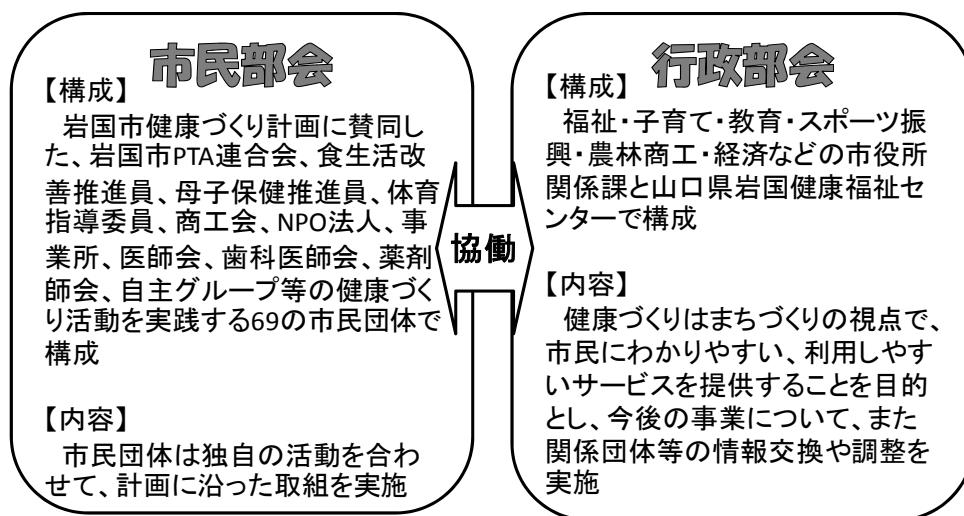 市民部会
【構成】
岩国市健康づくり計画に賛同し
た、岩国市PTA連合会、食生活改
善推進員、母子保健推進員、体育
指導委員、商工会、NPO法人、事
業所、医師会、歯科医師会、薬剤
師会、自主グループ等の健康づく
り活動を実践する69の市民団体で
構成
【内容】
市民団体は独自の活動を合わ
せて、計画に沿った取組を実施
協働
行政部会
【構成】
福祉・子育て・教育・スポーツ振
興・農林商工・経済などの市役所
関係課と山口県岩国健康福祉セ
ンターで構成
【内容】
健康づくりはまちづくりの視点で、
市民にわかりやすい、利用しやす
いサービスを提供することを目的
とし、今後の事業について、また
関係団体等の情報交換や調整を
実施